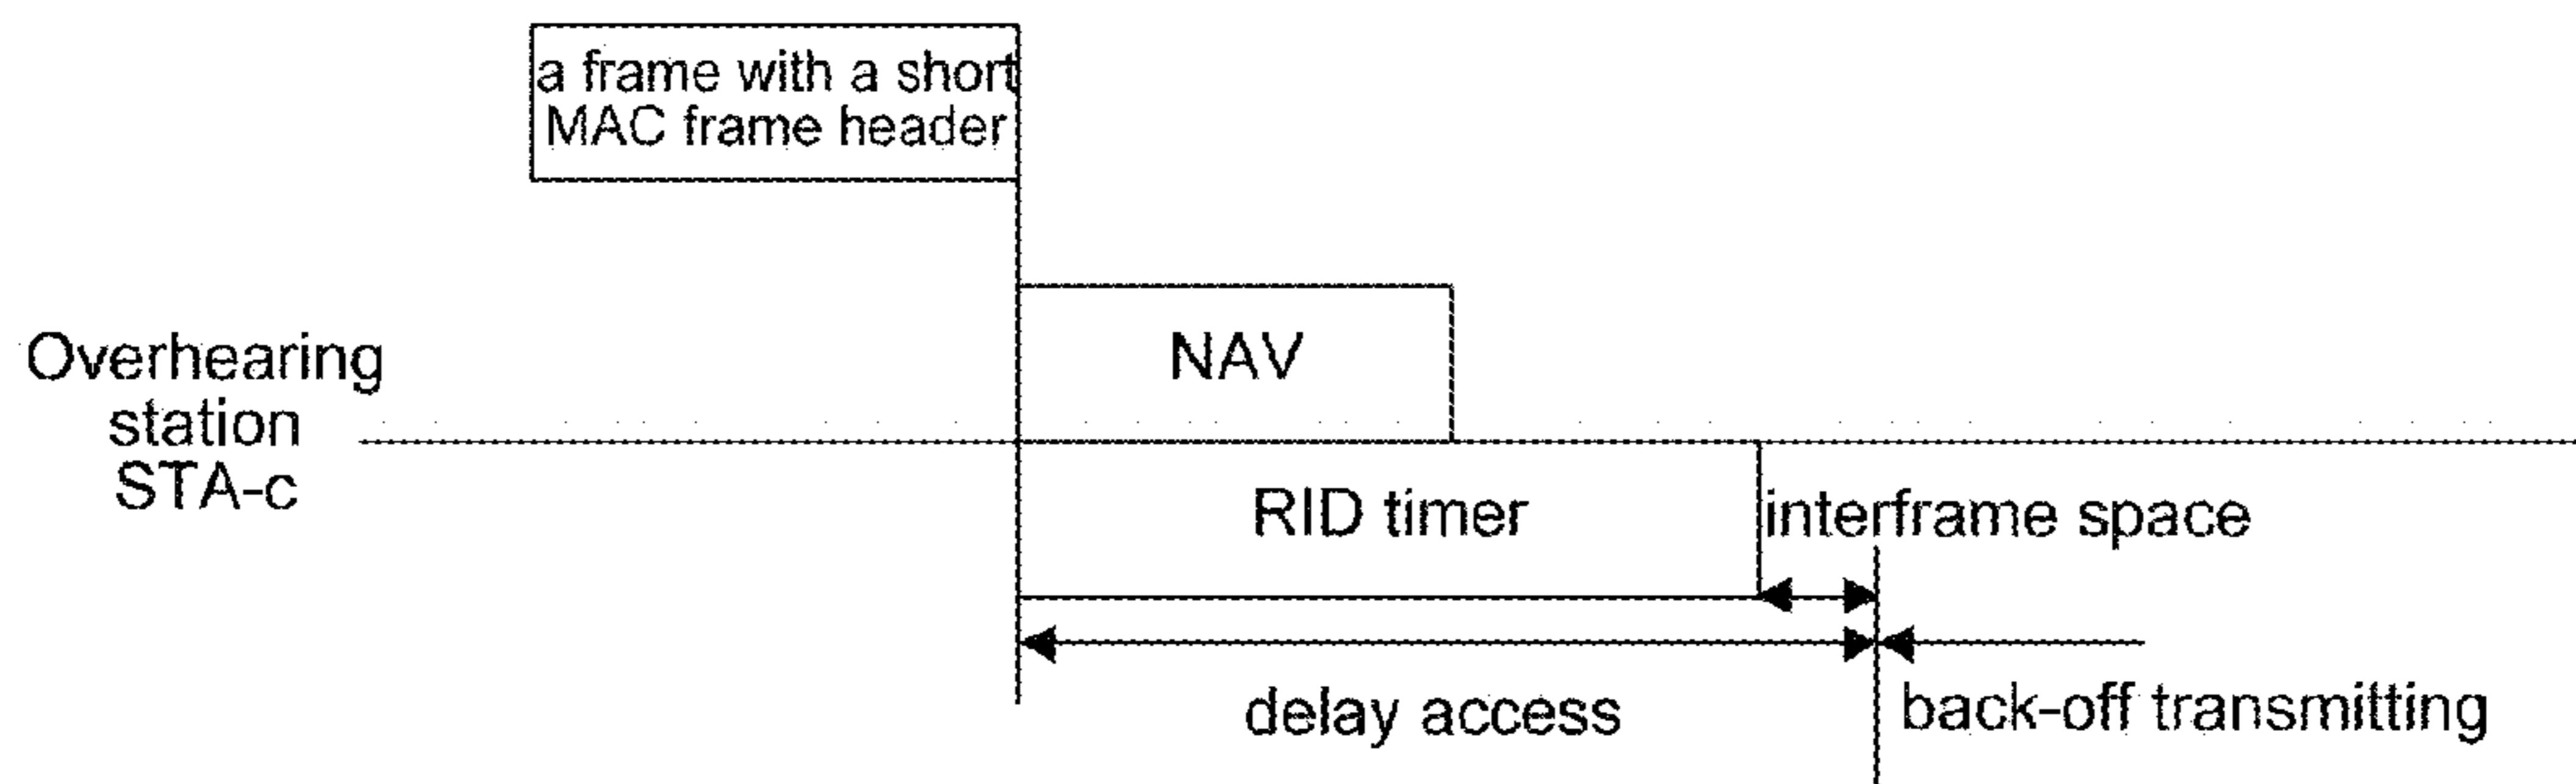 a frame with a short
MAC frame header
NAV
Overhearing
station
STA-c
RID timer
interframe space
delay access
back-off transmitting